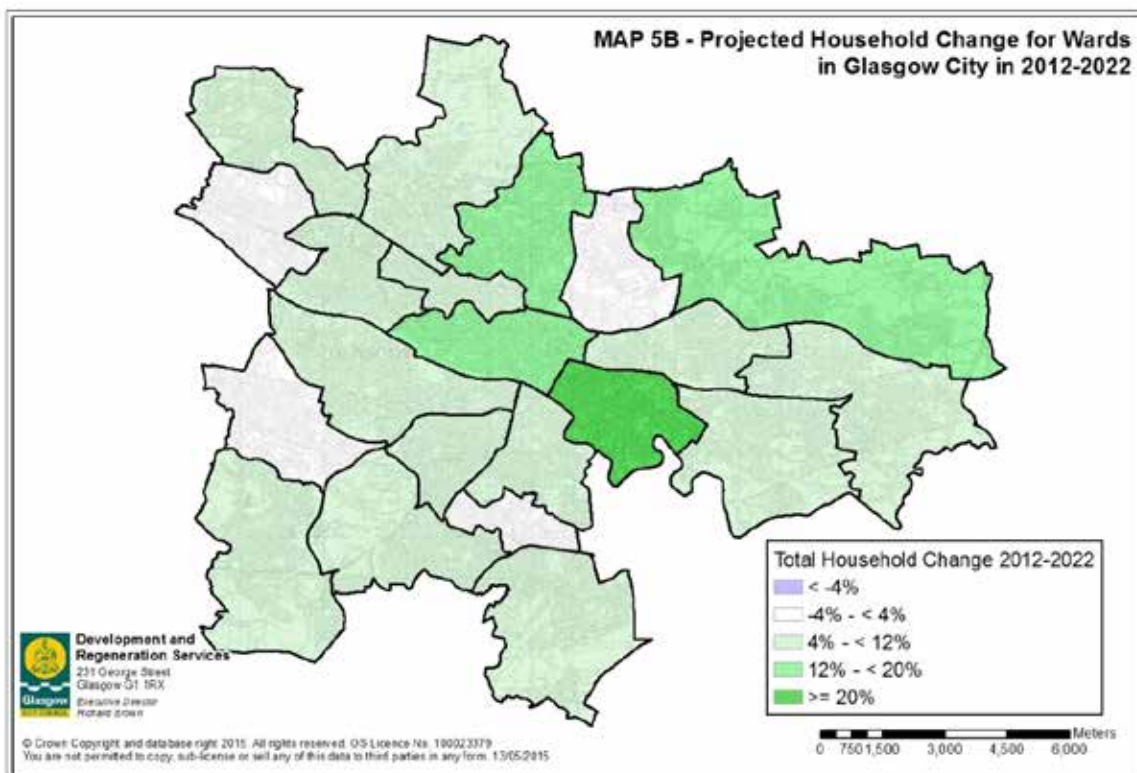 MAP 5B - Projected Household Change for Wards
in Glasgow City in 2012-2022
Total Household Change 2012-2022
< -4%
-4% - < 4%
4% - < 12%
12% - < 20%
>= 20%
Development and
Regeneration Services
231 George Street
Glasgow G1 1RX
Executive Director
Richard Brown
Glasgow
CITY COUNCIL
Meters
0 750 1,500 3,000 4,500 6,000
© Crown Copyright and database right 2015. All rights reserved. OS Licence No. 100023379
You are not permitted to copy, sub-license or sell any of this data to third parties in any form. 13/05/2015